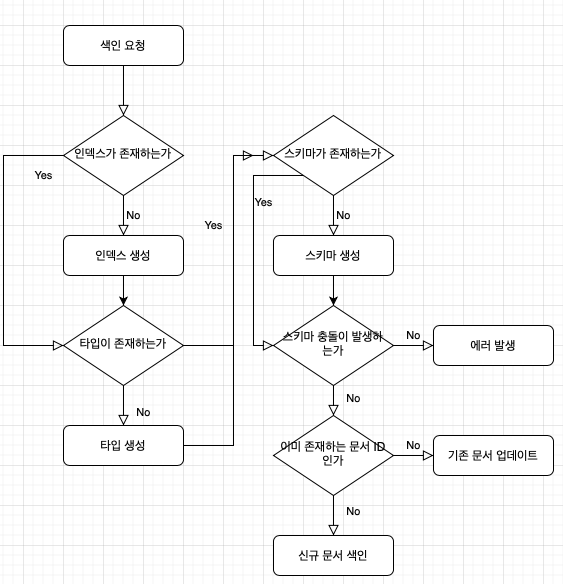 색인 요청
인덱스가 존재하는가
Yes
No
인덱스 생성
타입이 존재하는가
Yes
No
타입 생성
스키마가 존재하는가
Yes
No
스키마 생성
스키마 충돌이 발생하
는가
No
에러 발생
No
이미 존재하는 문서 ID
인가
No
기존 문서 업데이트
No
신규 문서 색인